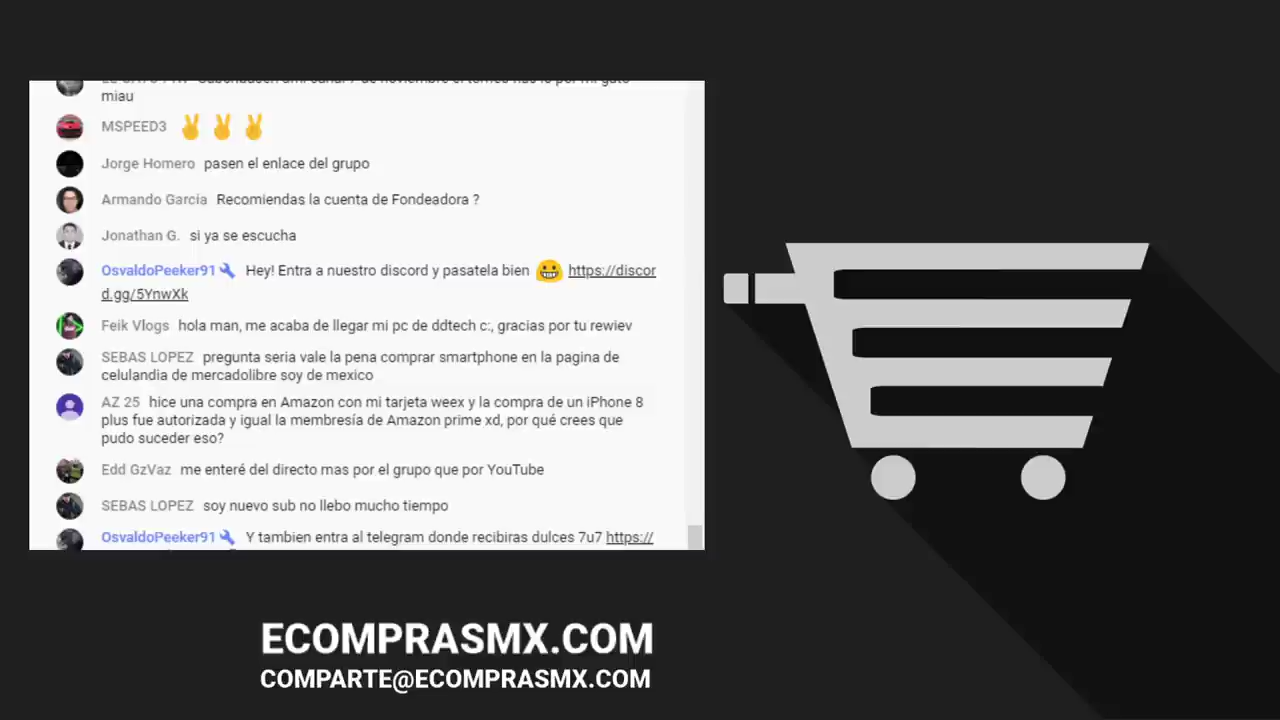 miau
MSPEED3
Jorge Homero pasen el enlace del grupo
Armando Garcia Recomiendas la cuenta de Fondeadora ?
Jonathan G. si ya se escucha
OsvaldoPeeker91 Hey! Entra a nuestro discord y pasatela bien https://discor
d.gg/5YnwXk
Feik Vlogs hola man, me acaba de llegar mi pc de ddtech c:, gracias por tu rewiev
SEBAS LOPEZ pregunta seria vale la pena comprar smartphone en la pagina de
celulandia de mercadolibre soy de mexico
AZ 25 hice una compra en Amazon con mi tarjeta weex y la compra de un iPhone 8
plus fue autorizada y igual la membresía de Amazon prime xd, por qué crees que
pudo suceder eso?
Edd GzVaz me enteré del directo mas por el grupo que por YouTube
SEBAS LOPEZ soy nuevo sub no llebo mucho tiempo
OsvaldoPeeker91 Y tambien entra al telegram donde recibiras dulces 7u7 https://
ECOMPRASMX.COM
COMPARTE@ECOMPRASMX.COM